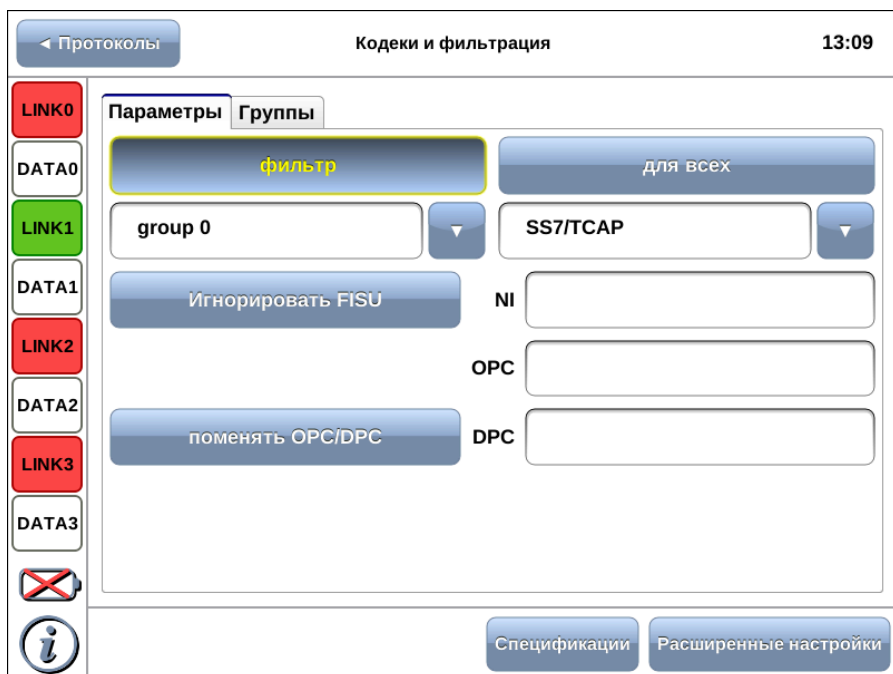 ◄ Протоколы
Кодеки и фильтрация
13:09
LINK0
DATA0
LINK1
DATA1
LINK2
DATA2
LINK3
DATA3
Параметры
Группы
фильтр
для всех
group 0
SS7/TCAP
Игнорировать FISU
NI
OPC
поменять OPC/DPC
DPC
i
Спецификации
Расширенные настройки